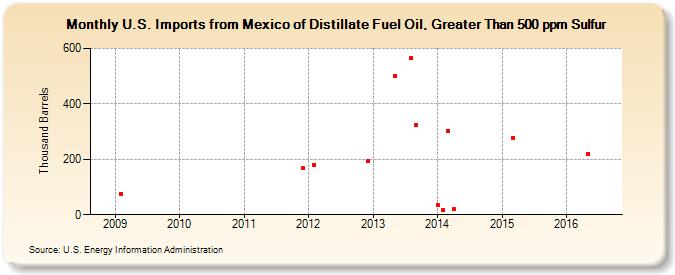 Monthly U.S. Imports from Mexico of Distillate Fuel Oil, Greater Than 500 ppm Sulfur
Thousand Barrels
600
400
200
0
2009 2010 2011 2012 2013 2014 2015 2016
Source: U.S. Energy Information Administration